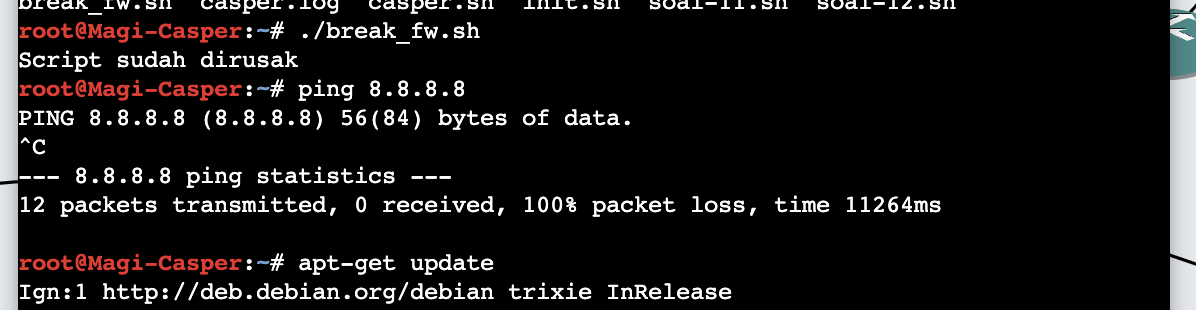 break_fw.sh  casper.log  casper.sh  init.sh  soal-11.sh  soal-12.sh
root@Magi-Casper:~# ./break_fw.sh
Script sudah dirusak
root@Magi-Casper:~# ping 8.8.8.8
PING 8.8.8.8 (8.8.8.8) 56(84) bytes of data.
^C
--- 8.8.8.8 ping statistics ---
12 packets transmitted, 0 received, 100% packet loss, time 11264ms
root@Magi-Casper:~# apt-get update
Ign:1 http://deb.debian.org/debian trixie InRelease